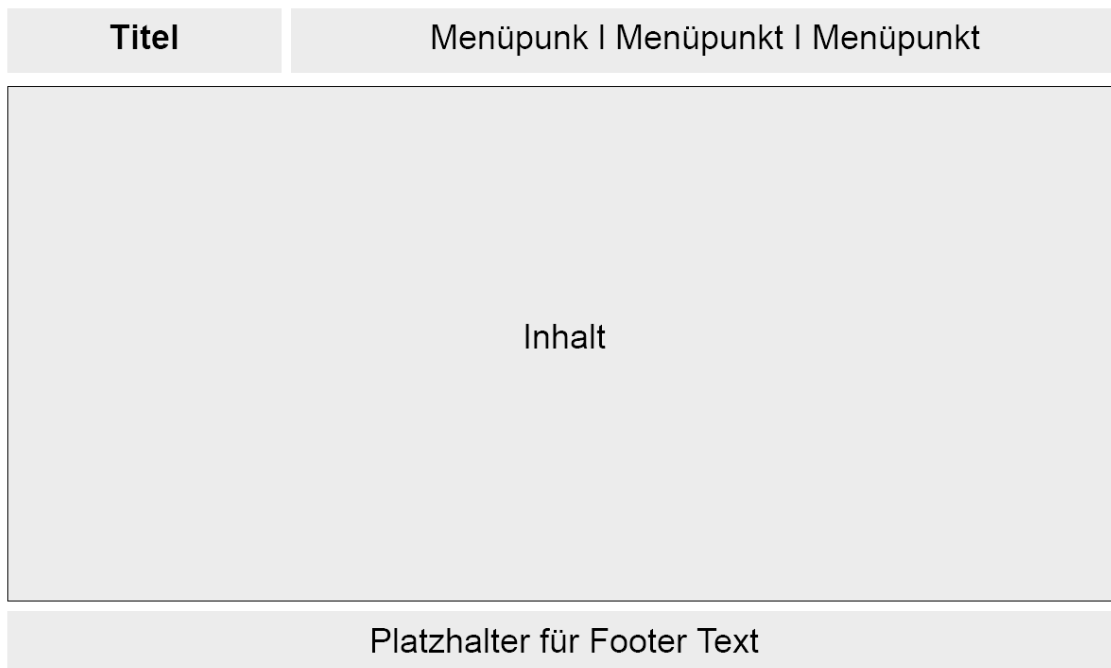 Titel
Menüpunk I Menüpunkt I Menüpunkt
Inhalt
Platzhalter für Footer Text